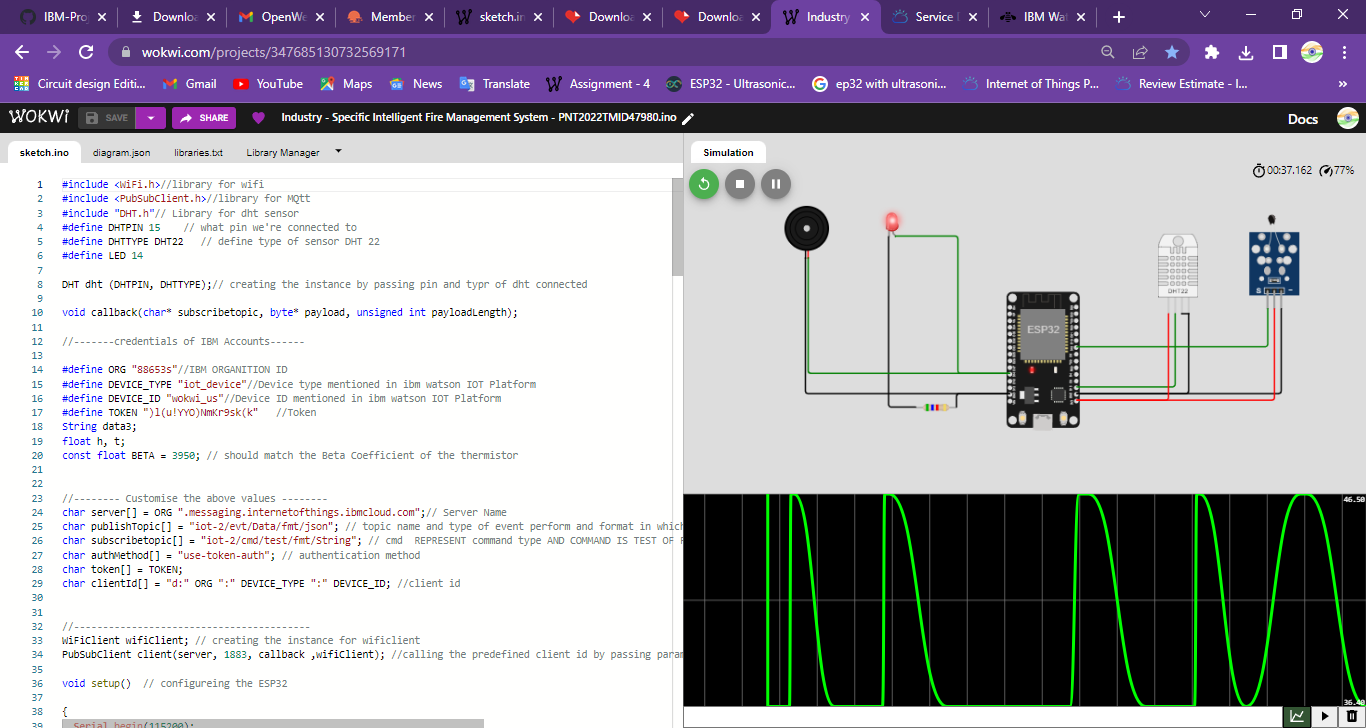 IBM-Proj
Downloa
OpenWe
Member
sketch.in
Downloa
Downloa
Industry
Service D
IBM Wat
wokwi.com/projects/347685130732569171
Circuit design Editi...
Gmail
YouTube
Maps
News
Translate
Assignment - 4
ESP32 - Ultrasonic...
ep32 with ultrasoni...
Internet of Things P...
Review Estimate - I...
»
WOKWI
SAVE
SHARE
Industry - Specific Intelligent Fire Management System - PNT2022TMID47980.ino
Docs
sketch.ino
diagram.json
libraries.txt
Library Manager
1 #include <WiFi.h>//library for wifi
2 #include <PubSubClient.h>//library for MQtt
3 #include "DHT.h"// Library for dht sensor
4 #define DHTPIN 15    // what pin we're connected to
5 #define DHTTYPE DHT22   // define type of sensor DHT 22
6 #define LED 14
7
8 DHT dht (DHTPIN, DHTTYPE);// creating the instance by passing pin and typr of dht connected
9
10 void callback(char* subscribetopic, byte* payload, unsigned int payloadLength);
11
12 //-------credentials of IBM Accounts------
13
14 #define ORG "88653s"//IBM ORGANITION ID
15 #define DEVICE_TYPE "iot_device"//Device type mentioned in ibm watson IOT Platform
16 #define DEVICE_ID "wokwi_us"//Device ID mentioned in ibm watson IOT Platform
17 #define TOKEN ")l(u!YYO)NmKr9sk(k"   //Token
18 String data3;
19 float h, t;
20 const float BETA = 3950; // should match the Beta Coefficient of the thermistor
21
22
23 //-------- Customise the above values --------
24 char server[] = ORG ".messaging.internetofthings.ibmcloud.com";// Server Name
25 char publishTopic[] = "iot-2/evt/Data/fmt/json"; // topic name and type of event perform and format in which
26 char subscribetopic[] = "iot-2/cmd/test/fmt/String"; // cmd  REPRESENT command type AND COMMAND IS TEST OF F
27 char authMethod[] = "use-token-auth"; // authentication method
28 char token[] = TOKEN;
29 char clientId[] = "d:" ORG ":" DEVICE_TYPE ":" DEVICE_ID; //client id
30
31
32 //-----------------------------------------
33 WiFiClient wifiClient; // creating the instance for wificlient
34 PubSubClient client(server, 1883, callback ,wifiClient); //calling the predefined client id by passing param
35
36 void setup()  // configureing the ESP32
37
38 {
39 Serial.begin(115200);
Simulation
00:37.162
77%
ESP32
DHT22
S
46.50
36.40